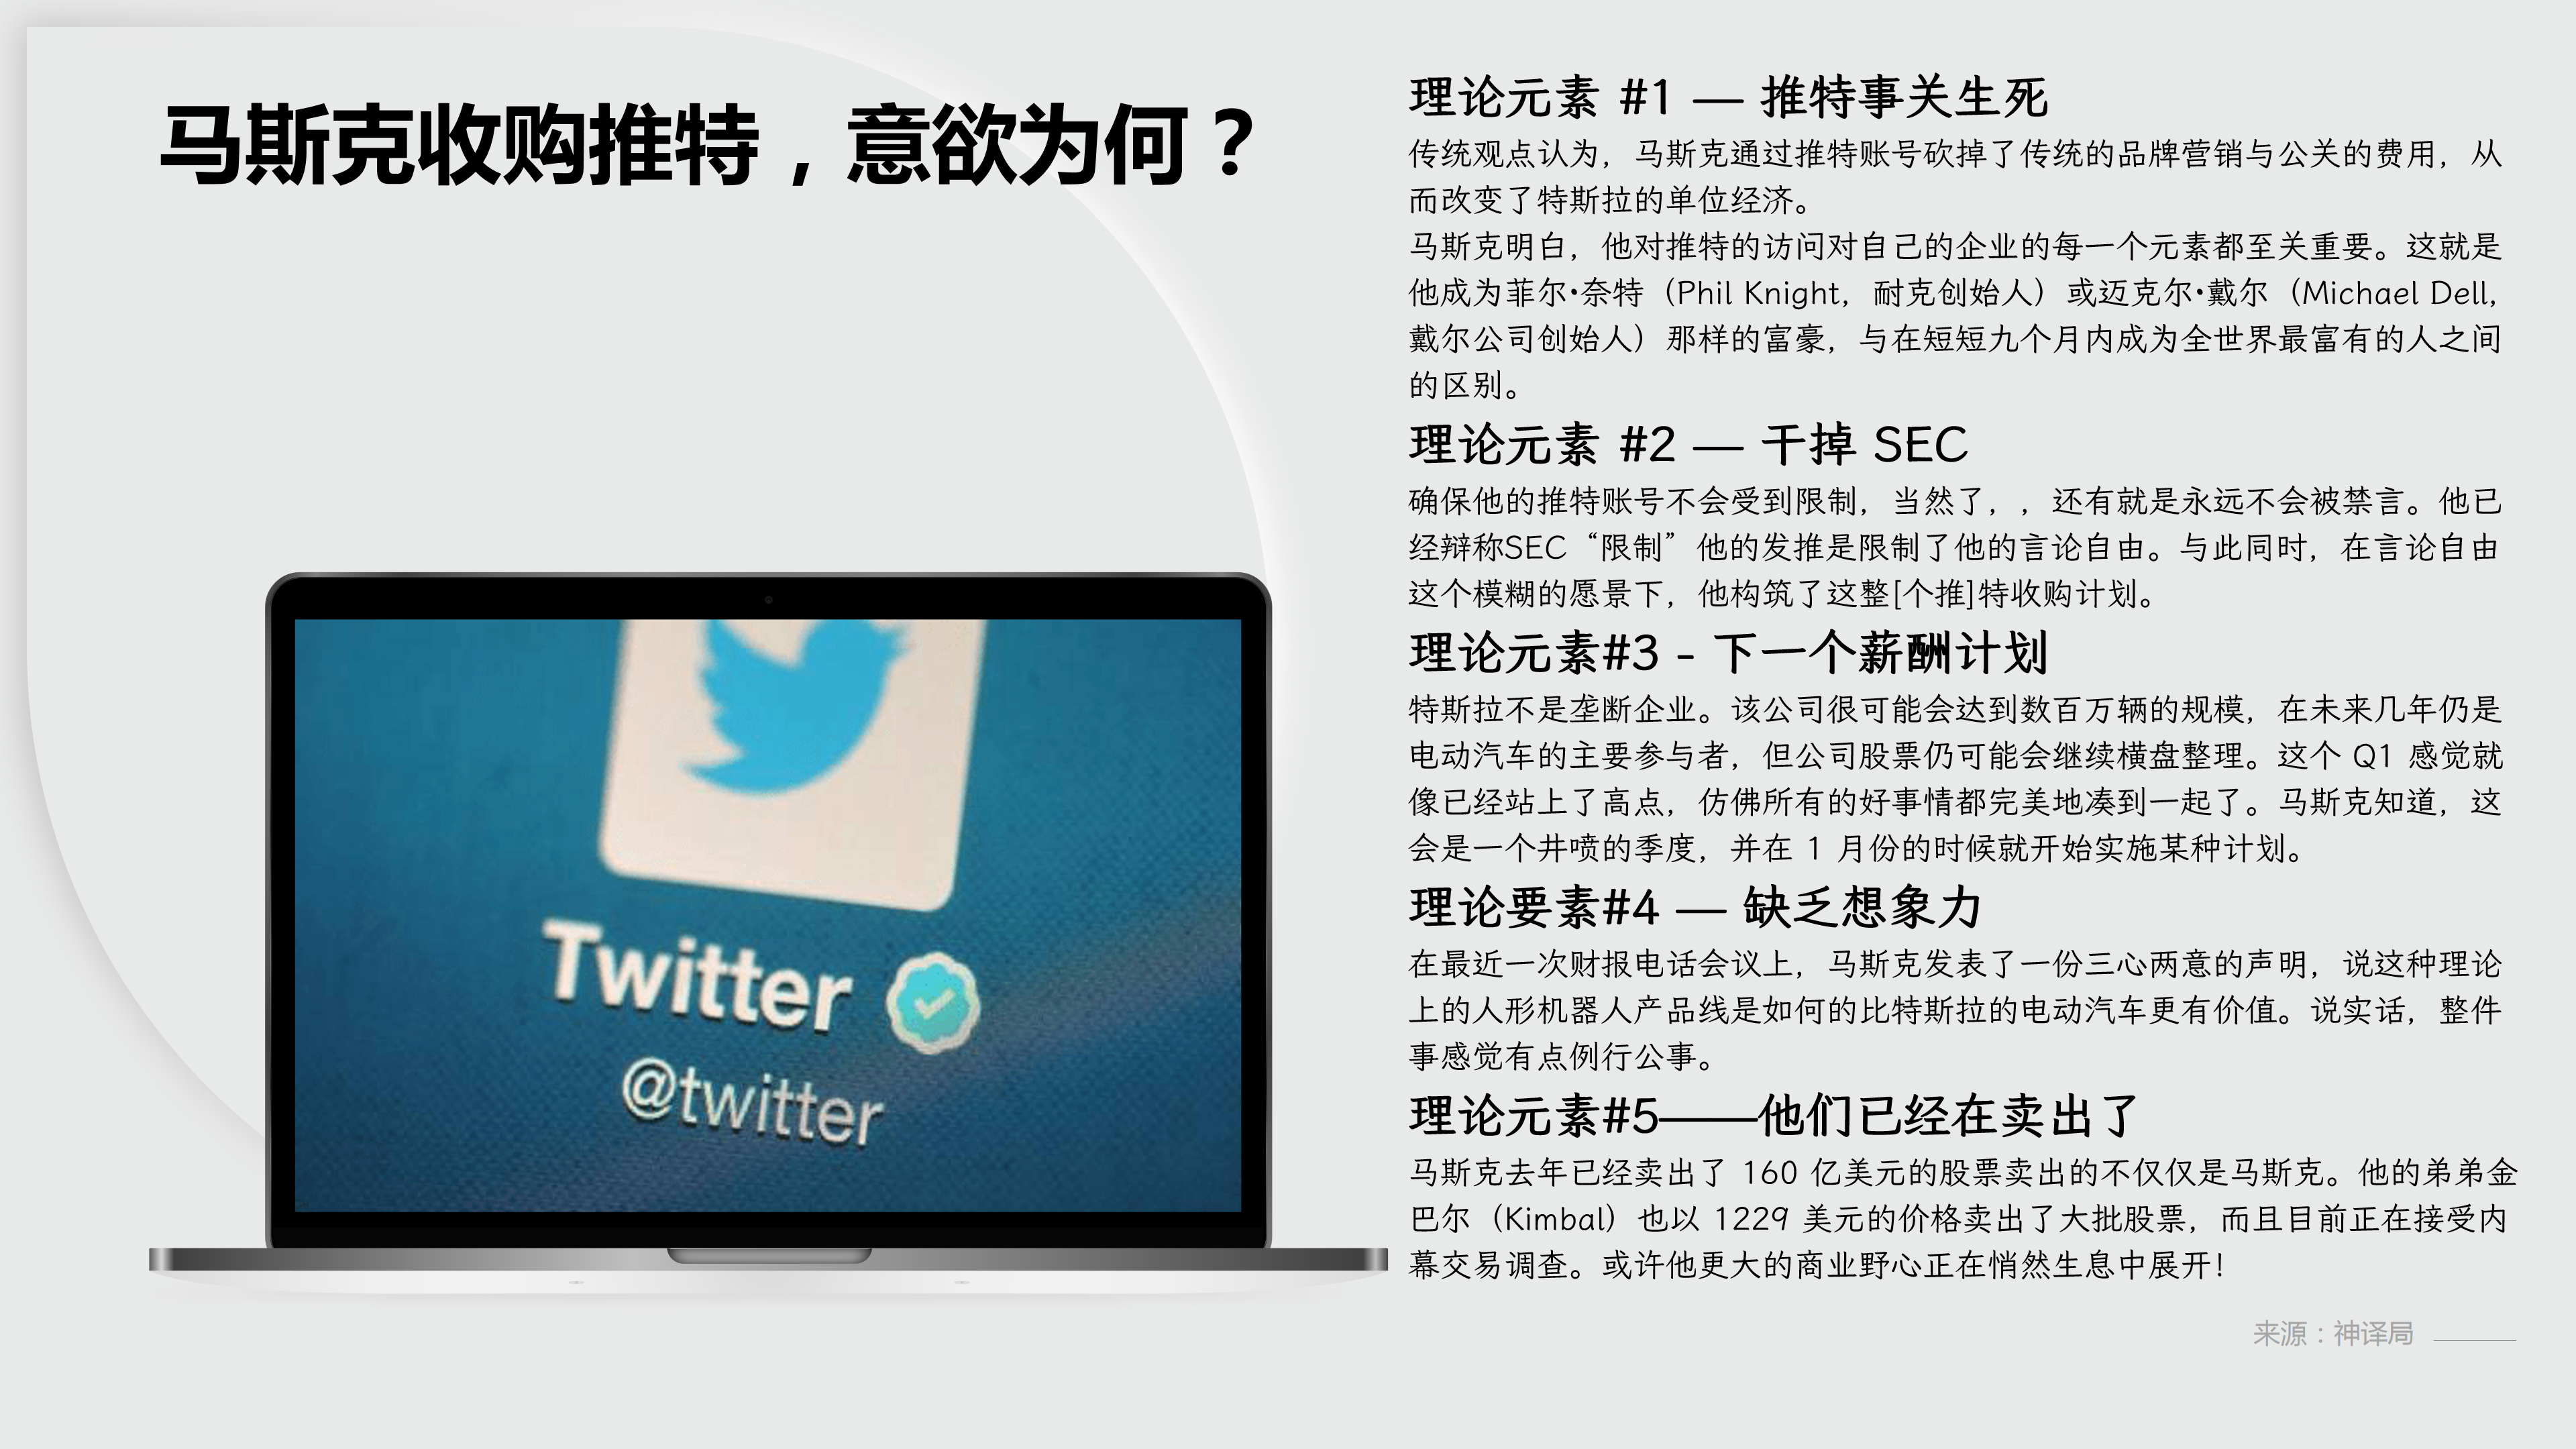 马斯克收购推特，意欲为何？
理论元素 #1 — 推特事关生死
传统观点认为，马斯克通过推特账号砍掉了传统的品牌营销与公关的费用，从
而改变了特斯拉的单位经济。
马斯克明白，他对推特的访问对自己的企业的每一个元素都至关重要。这就是
他成为菲尔·奈特（Phil Knight，耐克创始人）或迈克尔·戴尔（Michael Dell，
戴尔公司创始人）那样的富豪，与在短短九个月内成为全世界最富有的人之间
的区别。
理论元素 #2 — 干掉 SEC
确保他的推特账号不会受到限制，当然了，，还有就是永远不会被禁言。他已
经辩称SEC“限制”他的发推是限制了他的言论自由。与此同时，在言论自由
这个模糊的愿景下，他构筑了这整[个推]特收购计划。
理论元素#3 - 下一个薪酬计划
特斯拉不是垄断企业。该公司很可能会达到数百万辆的规模，在未来几年仍是
电动汽车的主要参与者，但公司股票仍可能会继续横盘整理。这个 Q1 感觉就
像已经站上了高点，仿佛所有的好事情都完美地凑到一起了。马斯克知道，这
会是一个井喷的季度，并在 1 月份的时候就开始实施某种计划。
理论要素#4 — 缺乏想象力
在最近一次财报电话会议上，马斯克发表了一份三心两意的声明，说这种理论
上的人形机器人产品线是如何的比特斯拉的电动汽车更有价值。说实话，整件
事感觉有点例行公事。
理论元素#5——他们已经在卖出了
马斯克去年已经卖出了 160 亿美元的股票卖出的不仅仅是马斯克。他的弟弟金
巴尔（Kimbal）也以 1229 美元的价格卖出了大批股票，而且目前正在接受内
幕交易调查。或许他更大的商业野心正在悄然生息中展开！
Twitter
@twitter
来源：神译局